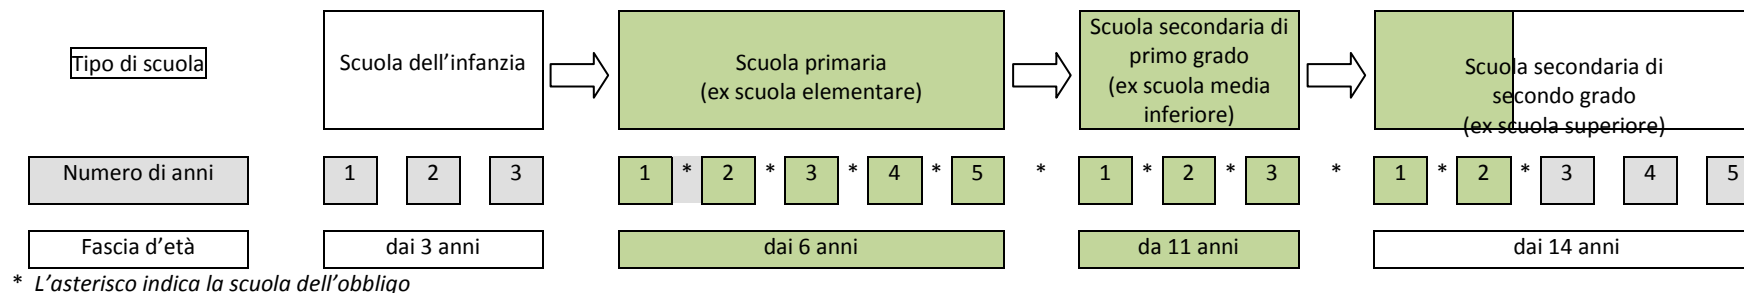 Tipo di scuola
Scuola dell’infanzia
Scuola primaria
(ex scuola elementare)
Scuola secondaria di
primo grado
(ex scuola media
inferiore)
Scuola secondaria di
secondo grado
(ex scuola superiore)
Numero di anni 1 2 3 1 * 2 * 3 * 4 * 5 * 1 * 2 * 3 * 1 * 2 * 3 4 5
Fascia d’età dai 3 anni dai 6 anni da 11 anni dai 14 anni
* L’asterisco indica la scuola dell’obbligo